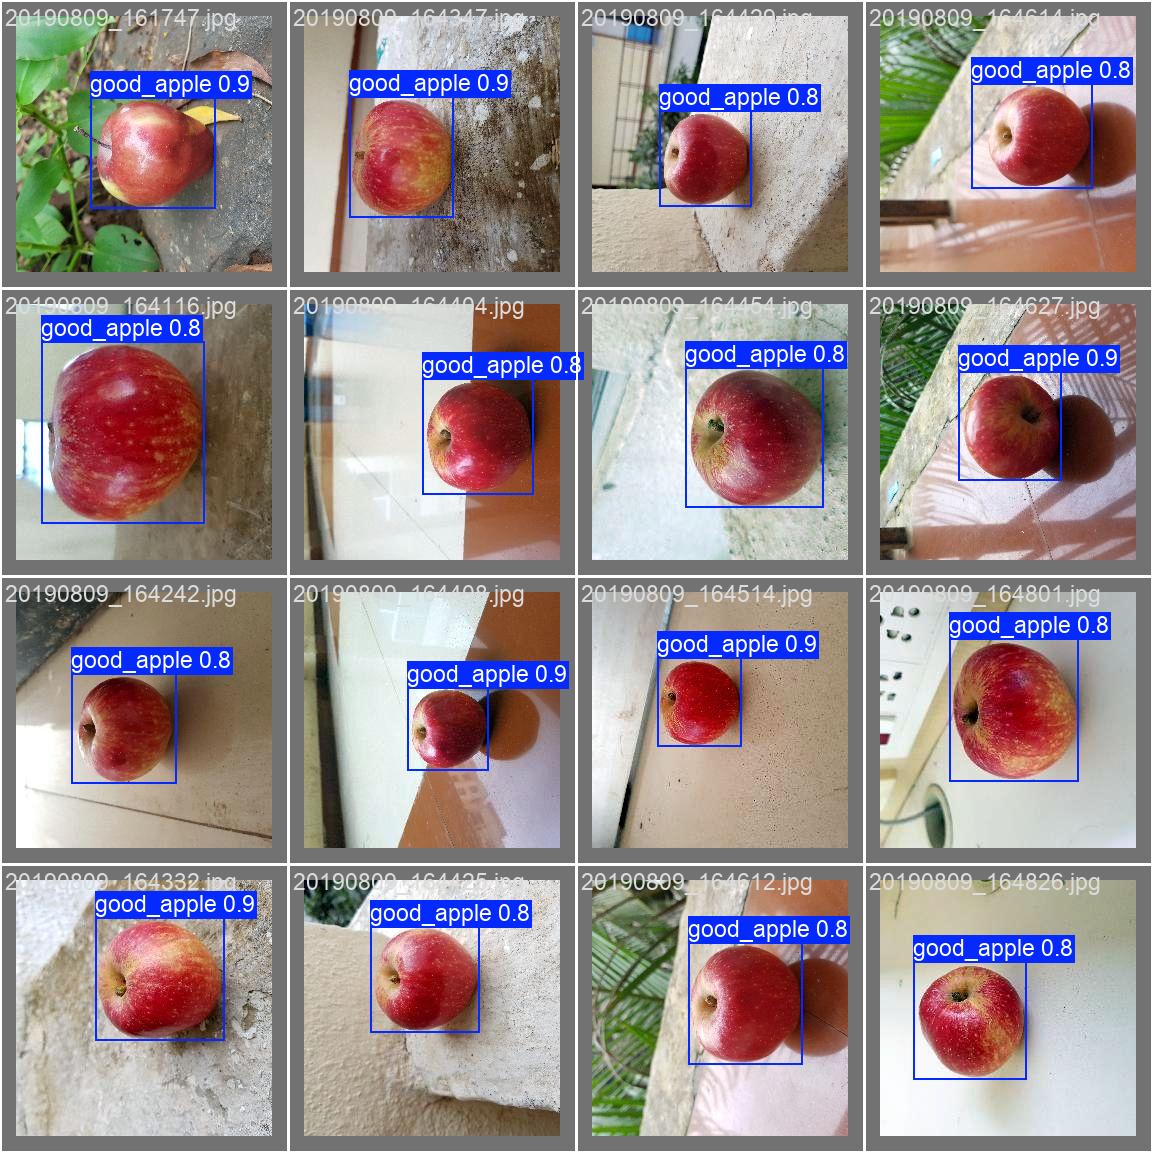 20190809_161747.jpg
good_apple 0.9
20190809_164347.jpg
good_apple 0.9
good_apple 0.8
20190809_164614.jpg
good_apple 0.8
20190809_164116.jpg
good_apple 0.8
good_apple 0.8
20190809_164454.jpg
good_apple 0.8
20190809_164627.jpg
good_apple 0.9
20190809_164242.jpg
good_apple 0.8
good_apple 0.9
20190809_164514.jpg
good_apple 0.9
20190809_164801.jpg
good_apple 0.8
20190809_164332.jpg
good_apple 0.9
20190809_164425.jpg
good_apple 0.8
20190809_164612.jpg
good_apple 0.8
20190809_164826.jpg
good_apple 0.8